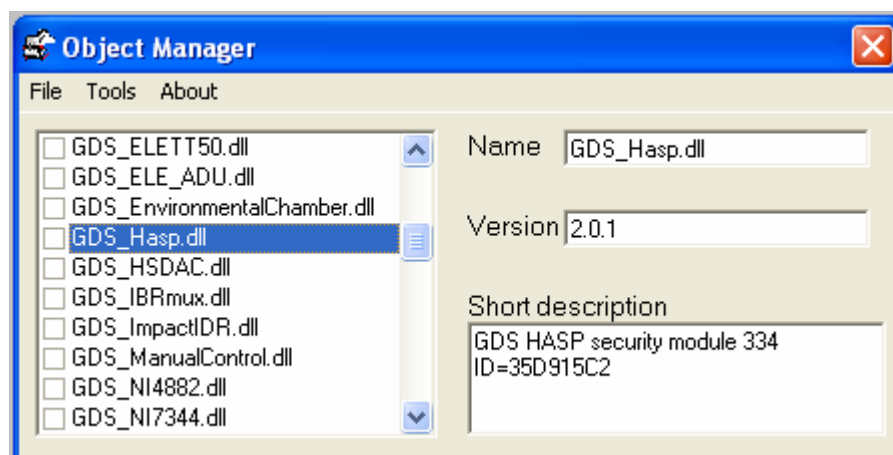 Object Manager
File Tools About
GDS_ELETT50.dll
GDS_ELE_ADU.dll
GDS_EnvironmentalChamber.dll
GDS_Hasp.dll
GDS_HSDAC.dll
GDS_IBRmux.dll
GDS_ImpactIDR.dll
GDS_ManualControl.dll
GDS_NI4882.dll
GDS_NI7344.dll
Name GDS_Hasp.dll
Version 2.0.1
Short description
GDS HASP security module 334
ID=35D915C2